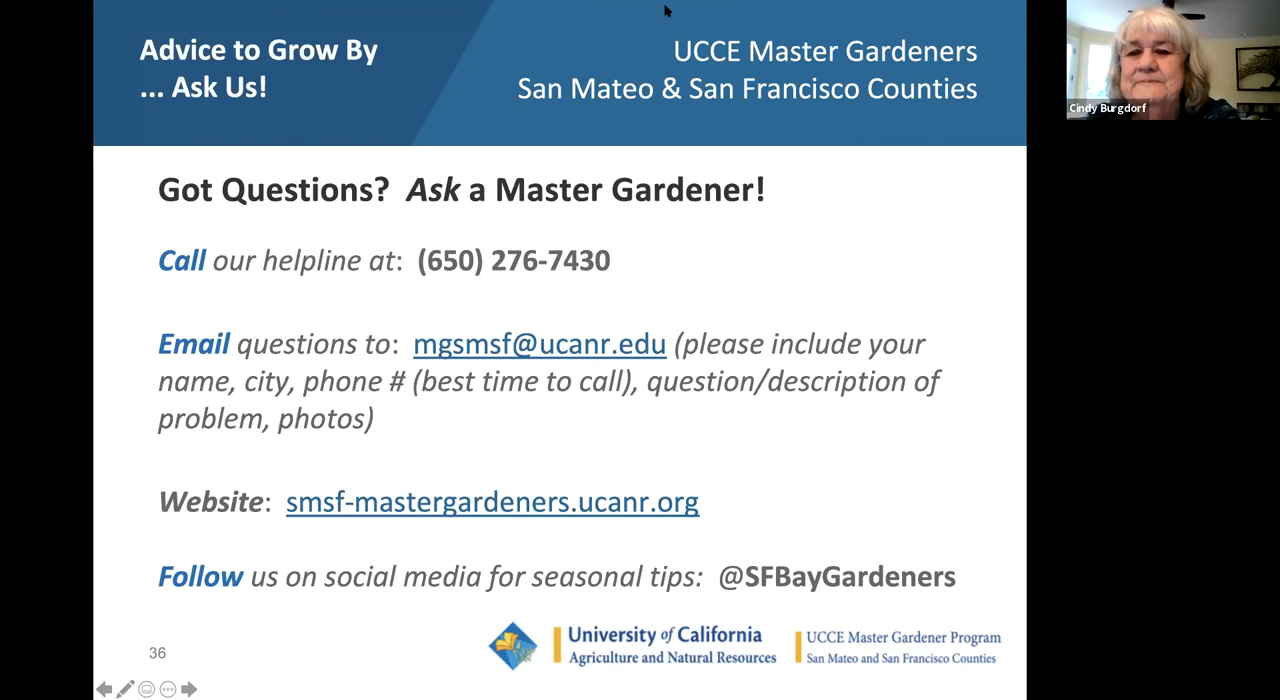 Advice to Grow By
... Ask Us!
UCCE Master Gardeners
San Mateo & San Francisco Counties
Cindy Burgdorf
Got Questions?  Ask a Master Gardener!
Call our helpline at:  (650) 276-7430
Email questions to:  mgsmsf@ucanr.edu (please include your
name, city, phone # (best time to call), question/description of
problem, photos)
Website:  smsf-mastergardeners.ucanr.org
Follow us on social media for seasonal tips:  @SFBayGardeners
University of California
Agriculture and Natural Resources
UCCE Master Gardener Program
San Mateo and San Francisco Counties
36